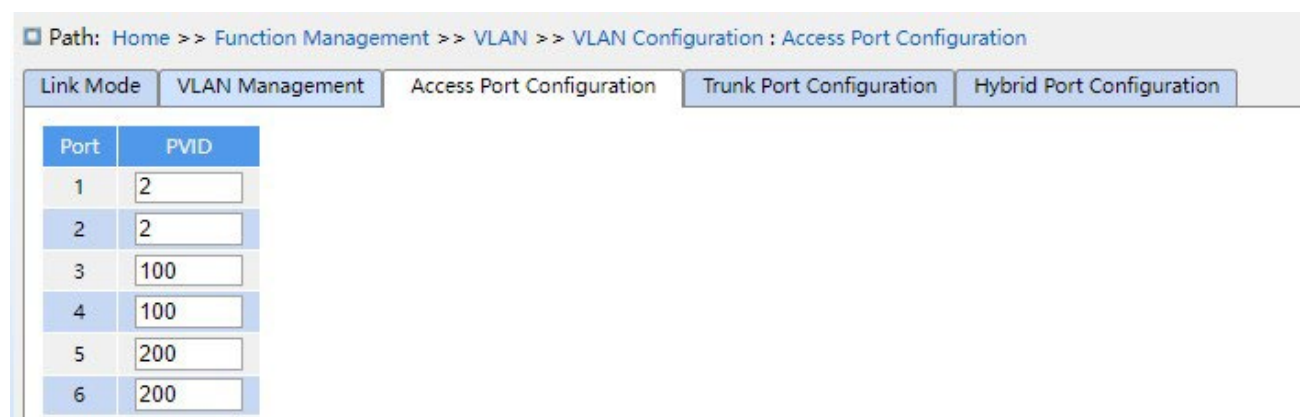 Path: Home >> Function Management >> VLAN >> VLAN Configuration : Access Port Configuration
Link Mode VLAN Management Access Port Configuration Trunk Port Configuration Hybrid Port Configuration
Port PVID
1 2
2 2
3 100
4 100
5 200
6 200